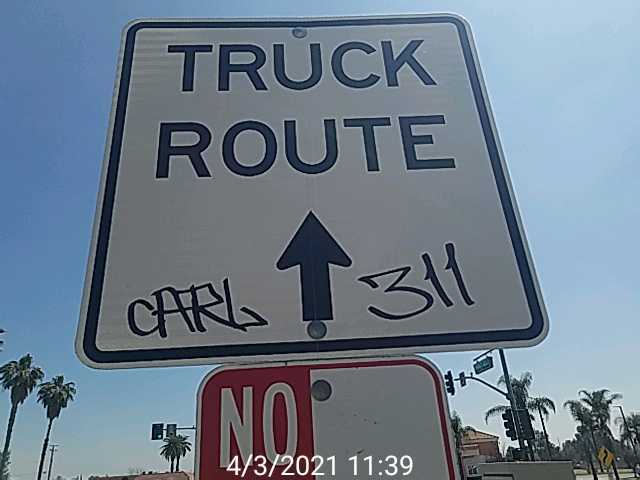 TRUCK
ROUTE
CARL 311
NO
4/3/2021 11:39